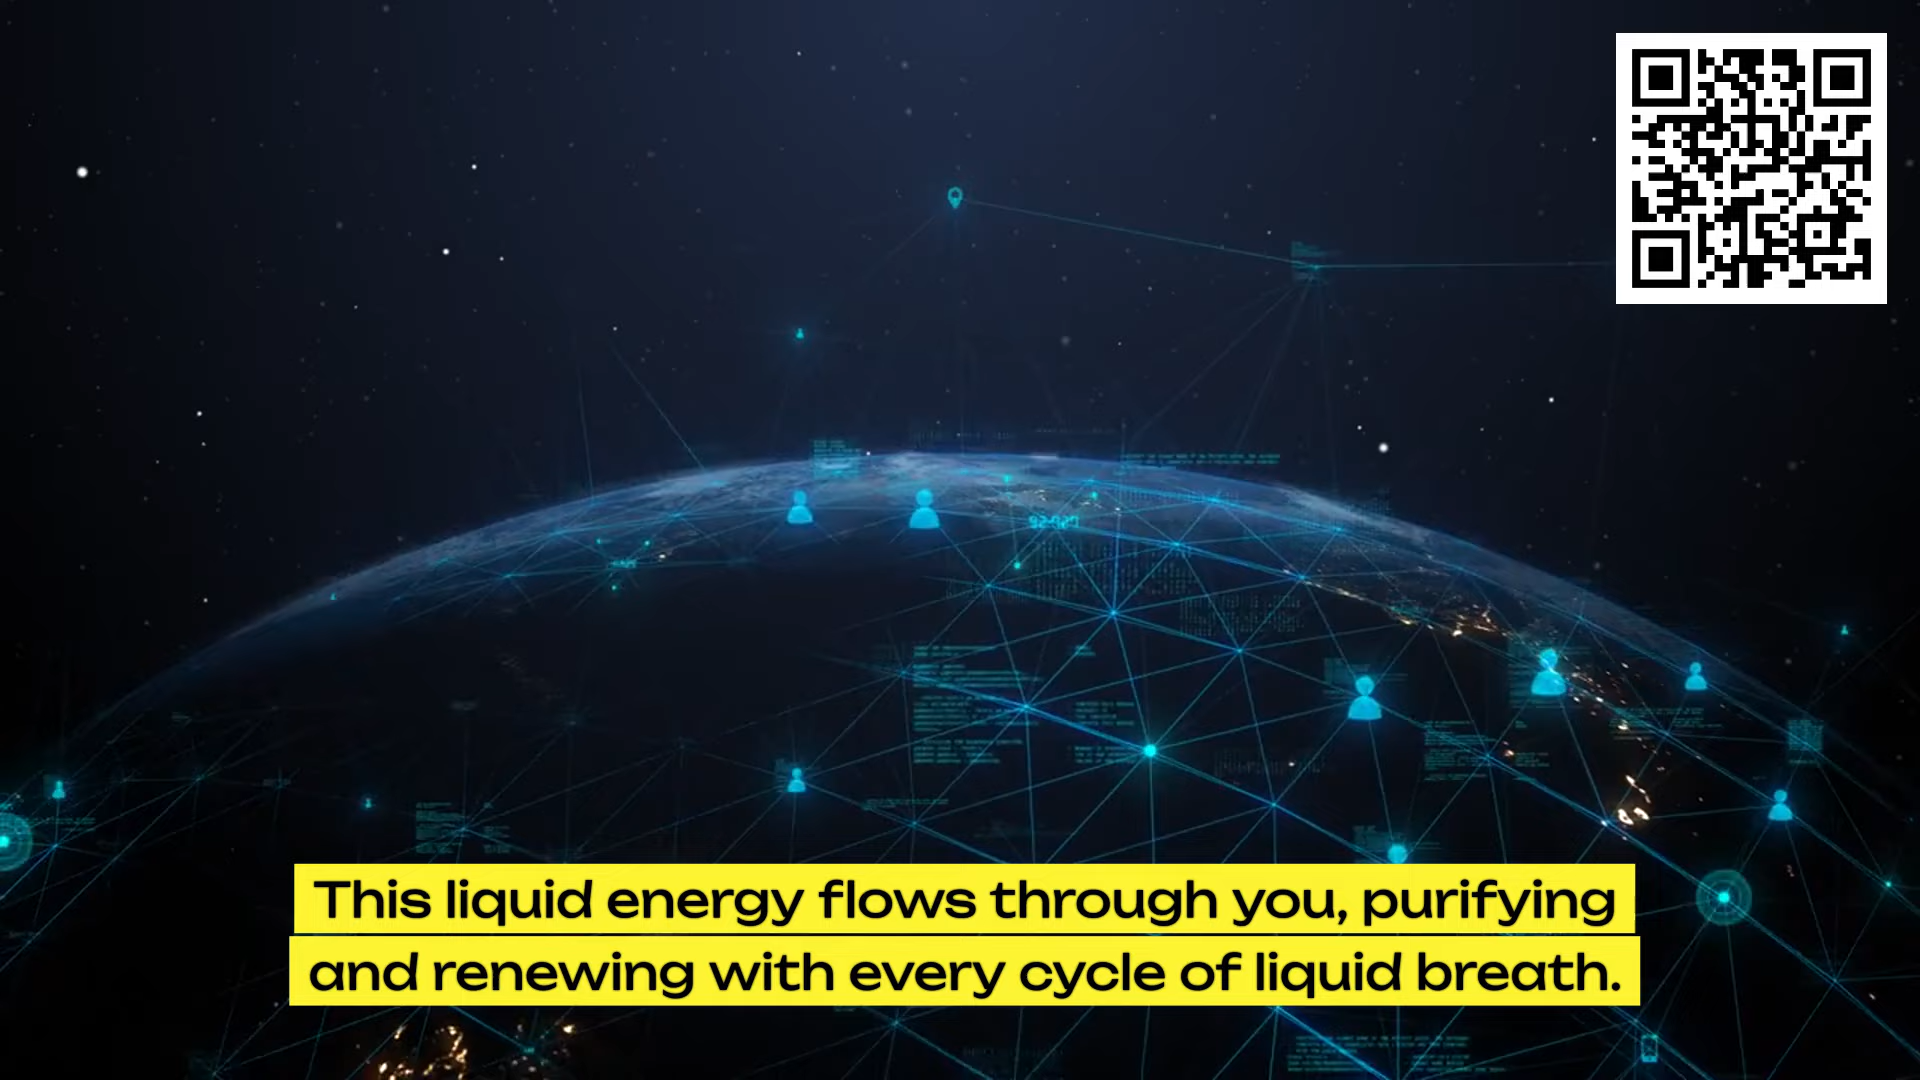 This liquid energy flows through you, purifying
and renewing with every cycle of liquid breath.